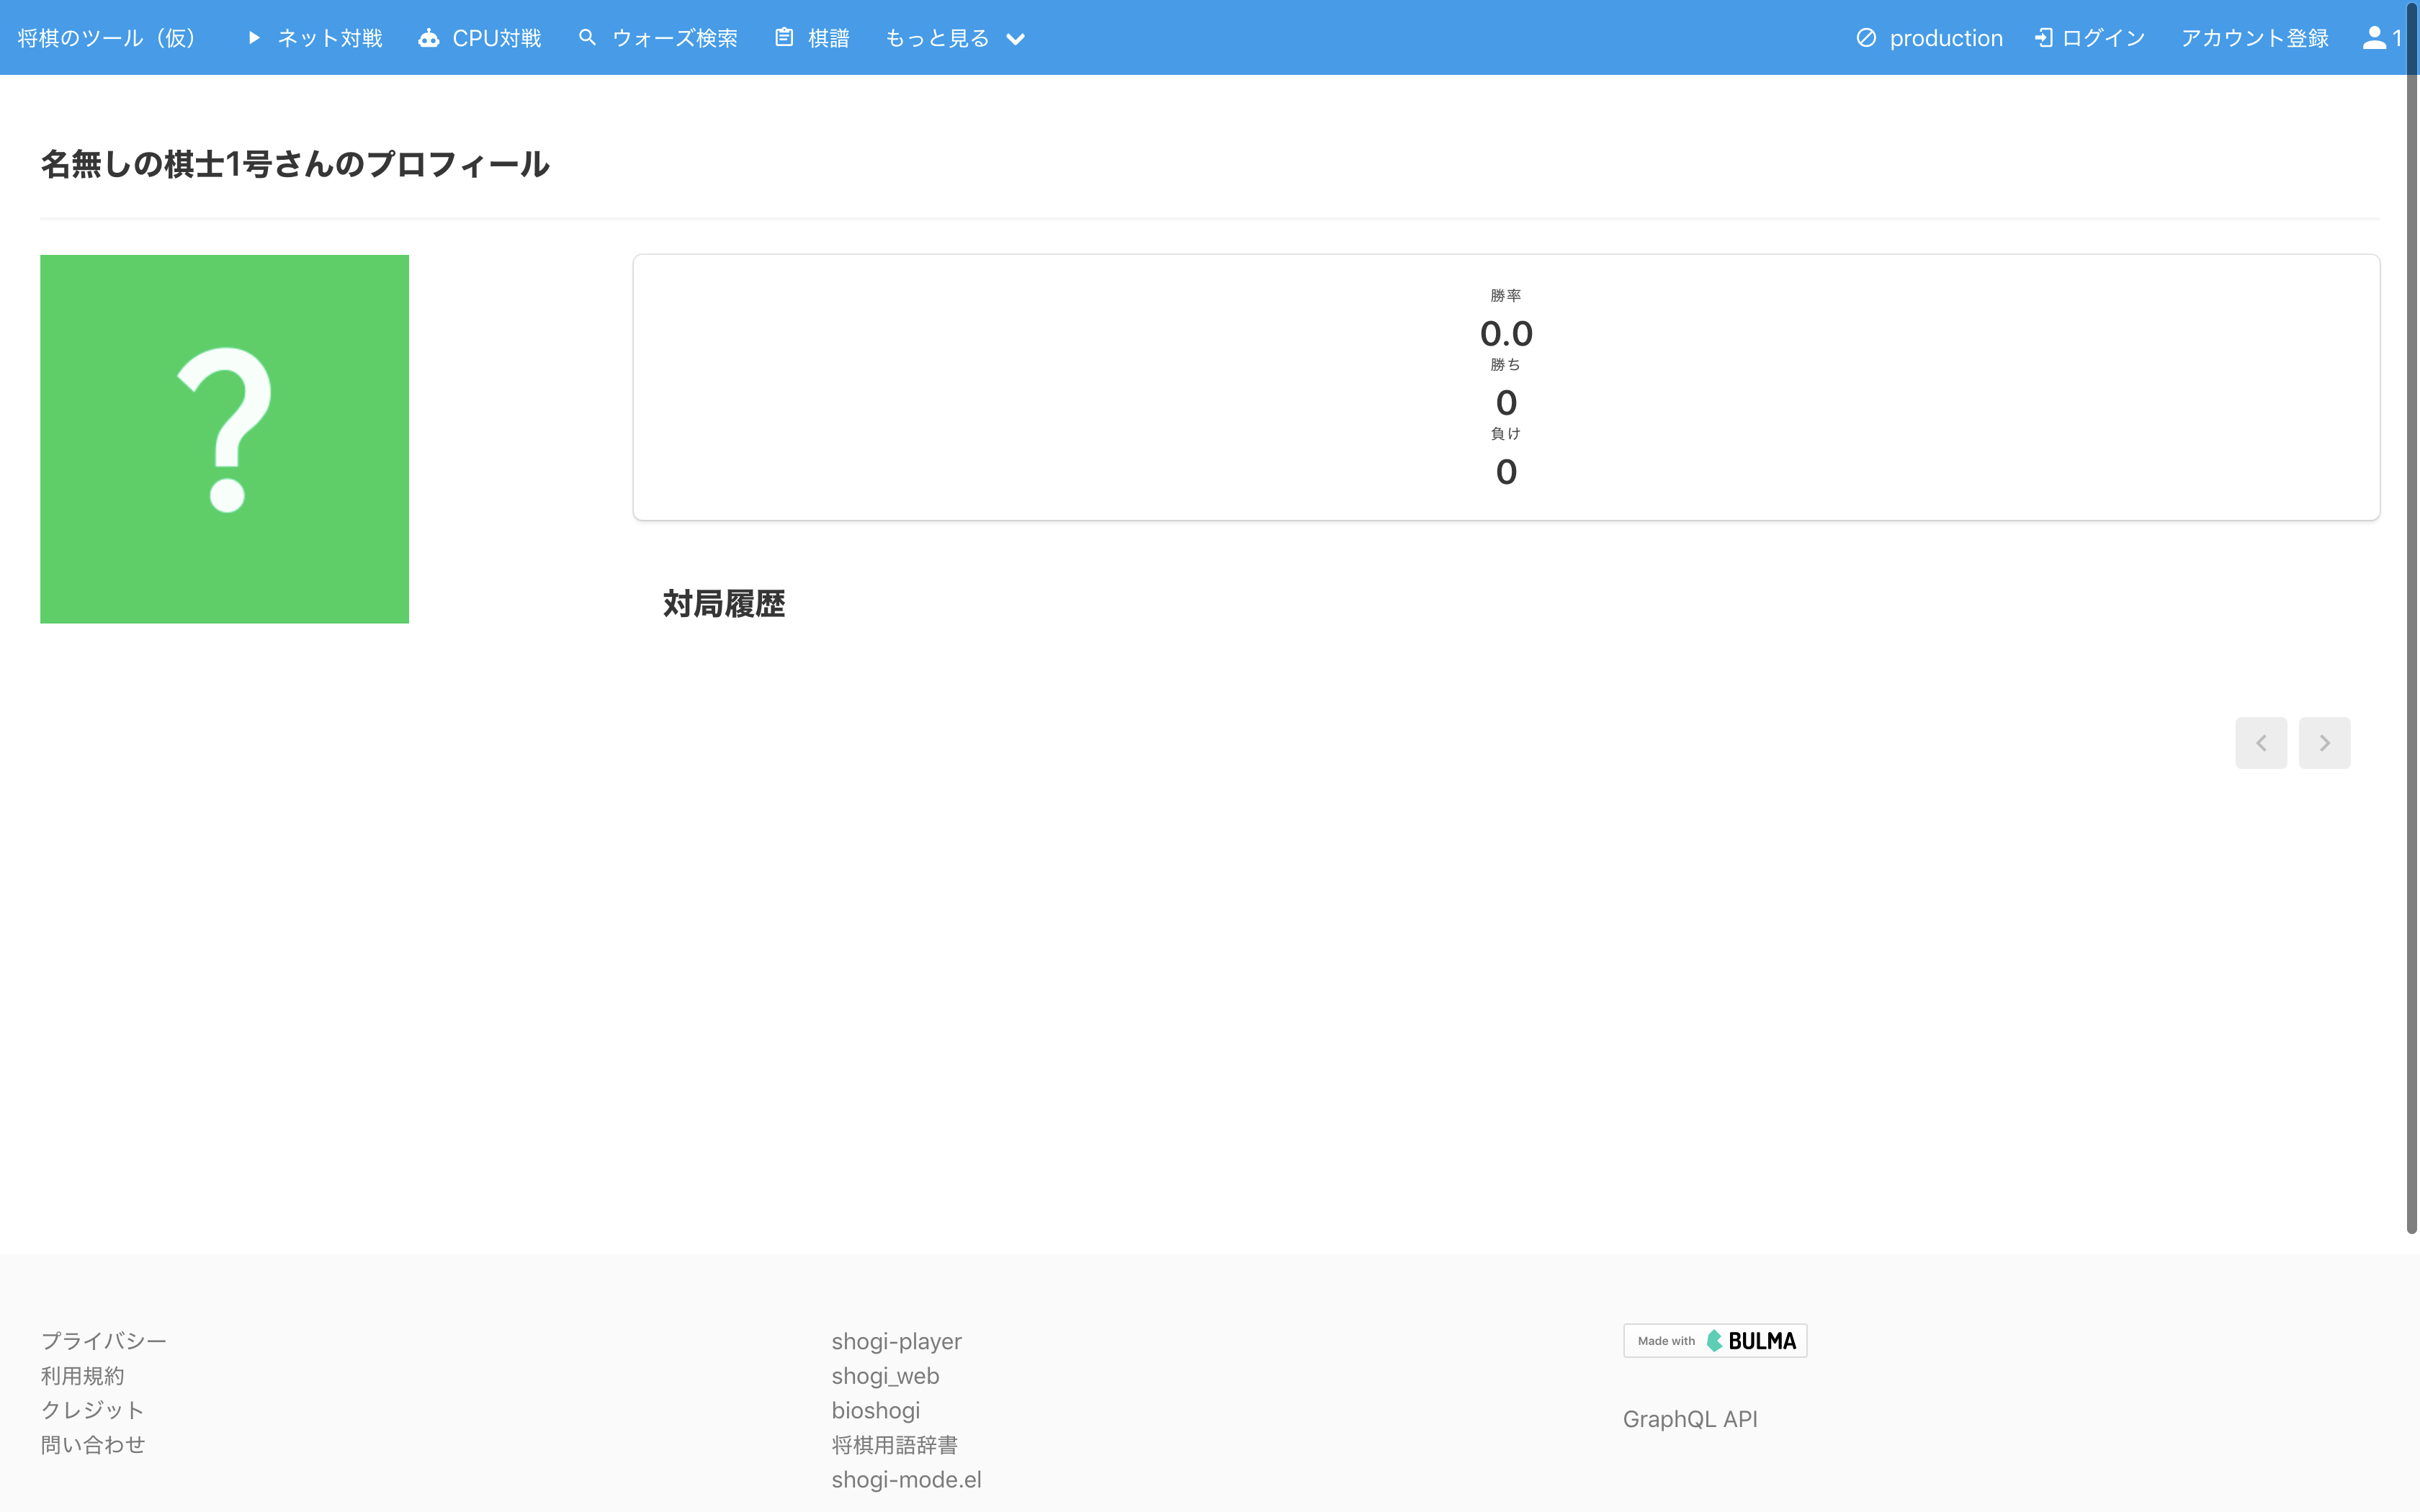 将棋のツール（仮） ネット対戦 CPU対戦 ウォーズ検索 棋譜 もっと見る production ログイン アカウント登録 1
名無しの棋士1号さんのプロフィール
?
勝率
0.0
勝ち
0
負け
0
対局履歴
プライバシー
利用規約
クレジット
問い合わせ
shogi-player
shogi_web
bioshogi
将棋用語辞書
shogi-mode.el
Made with BULMA
GraphQL API